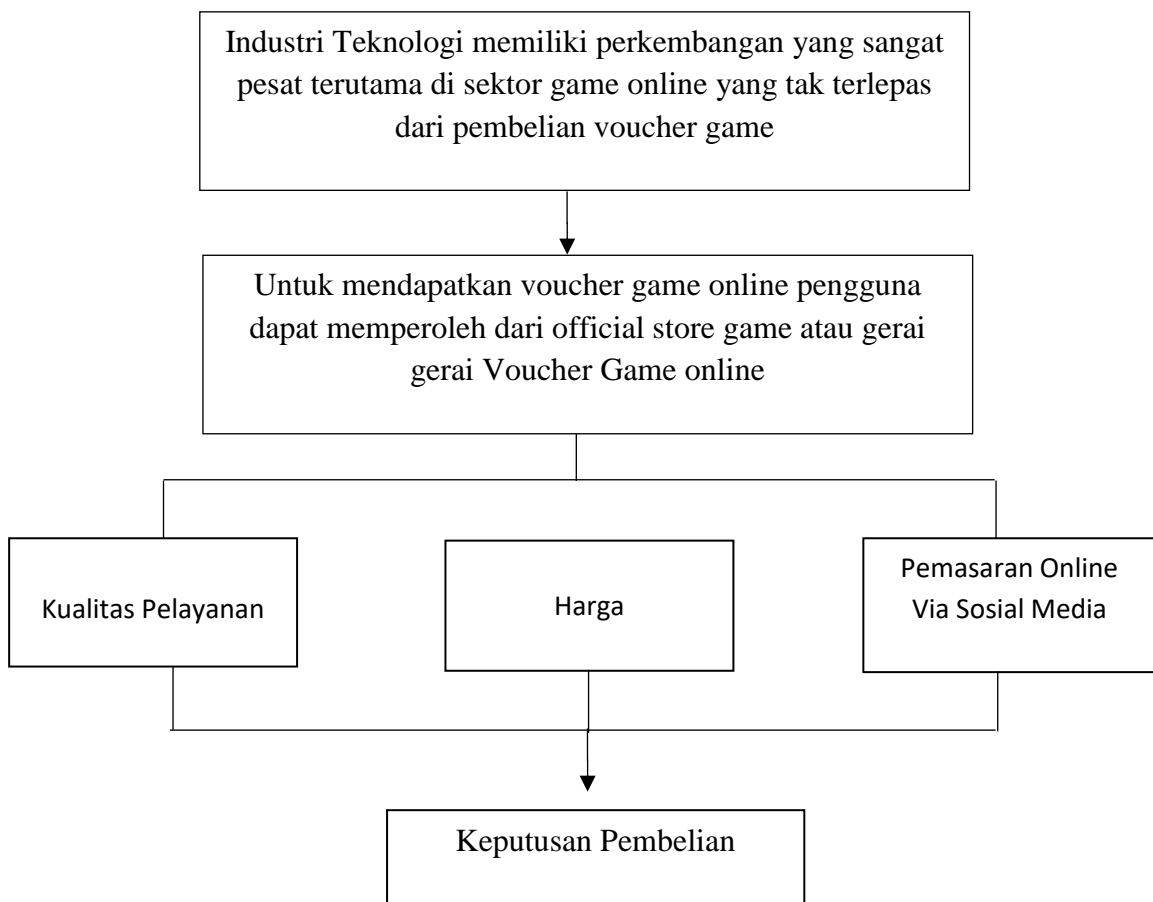 Industri Teknologi memiliki perkembangan yang sangat
pesat terutama di sektor game online yang tak terlepas
dari pembelian voucher game
Untuk mendapatkan voucher game online pengguna
dapat memperoleh dari official store game atau gerai
gerai Voucher Game online
Kualitas Pelayanan
Harga
Pemasaran Online
Via Sosial Media
Keputusan Pembelian